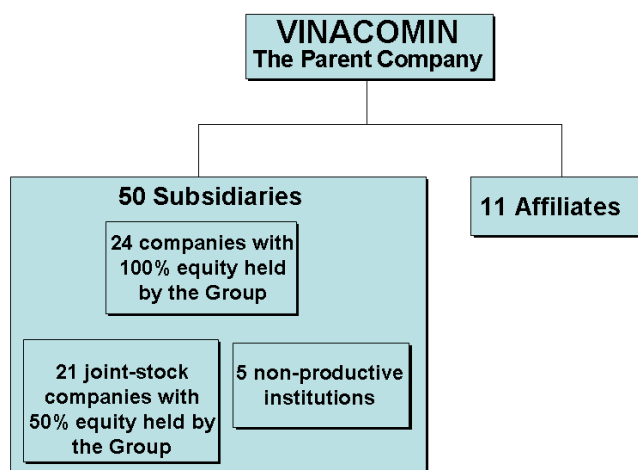 VINACOMIN
The Parent Company
50 Subsidiaries
11 Affiliates
24 companies with
100% equity held
by the Group
21 joint-stock
companies with
50% equity held by
the Group
5 non-productive
institutions